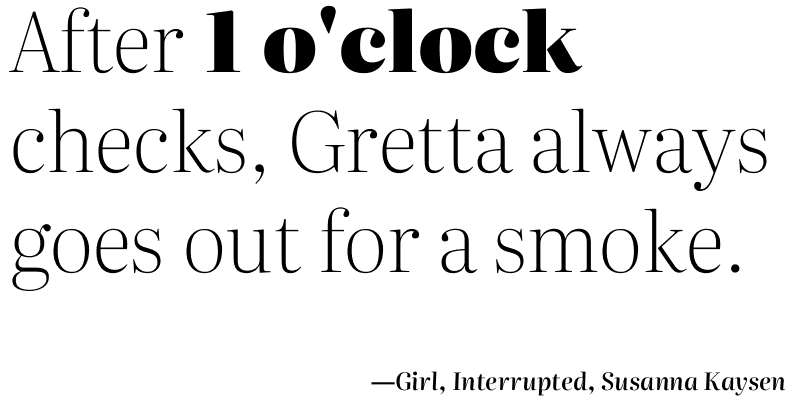 After 1 o'clock
checks, Gretta always
goes out for a smoke.
—Girl, Interrupted, Susanna Kaysen